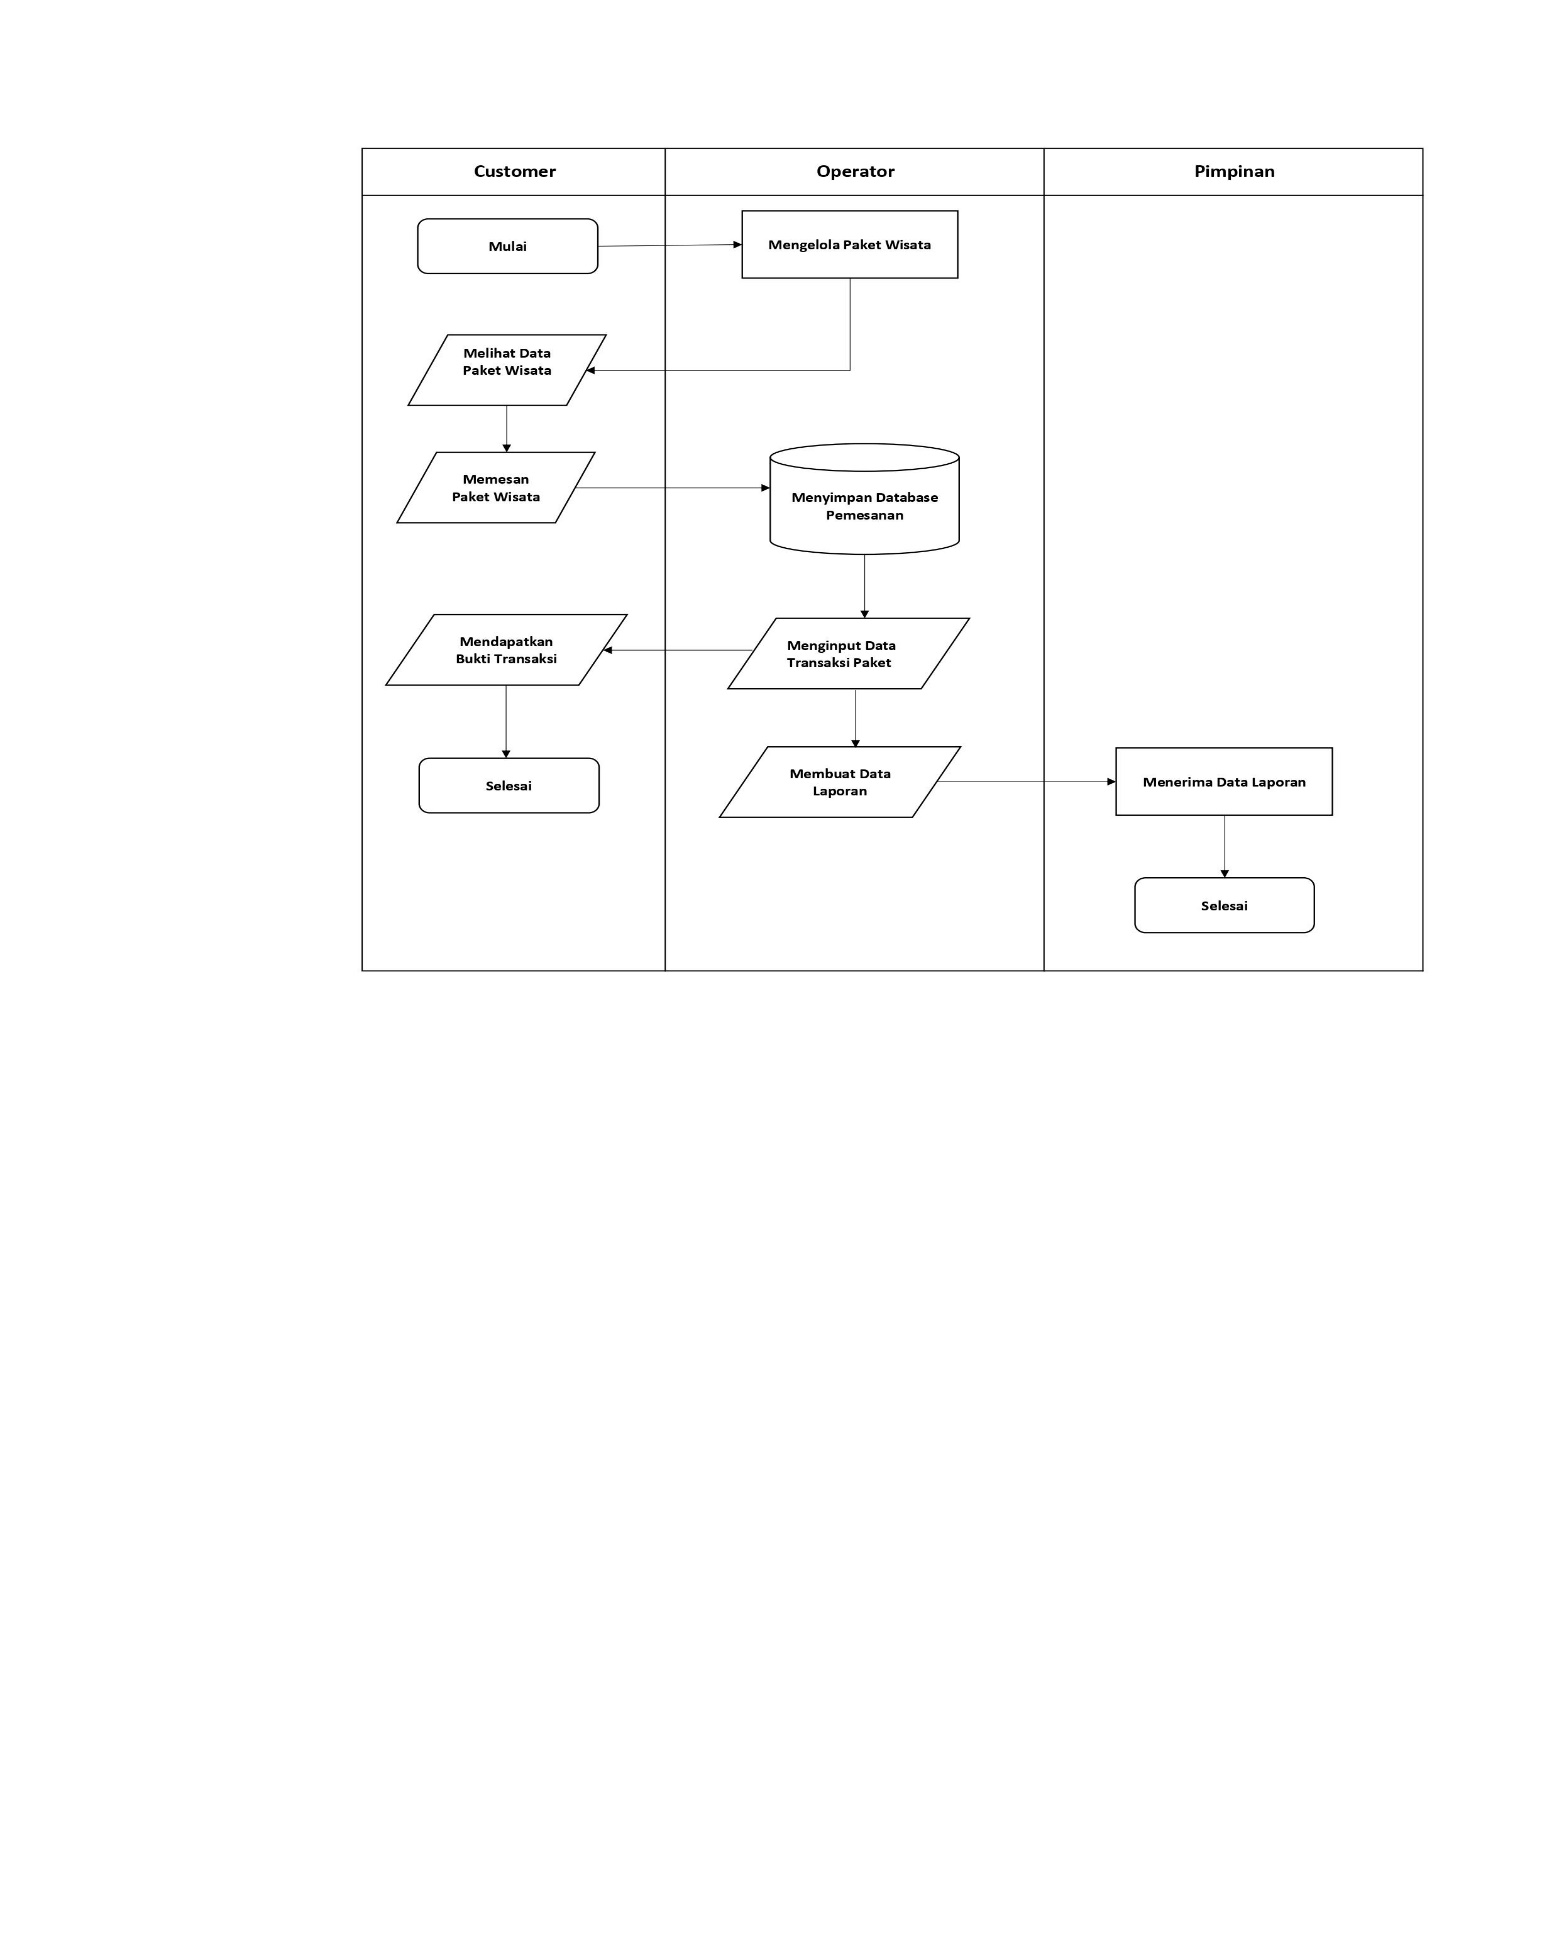 Customer
Operator
Pimpinan
Mulai
Mengelola Paket Wisata
Melihat Data
Paket Wisata
Memesan
Paket Wisata
Menyimpan Database
Pemesanan
Mendapatkan
Bukti Transaksi
Menginput Data
Transaksi Paket
Selesai
Membuat Data
Laporan
Menerima Data Laporan
Selesai